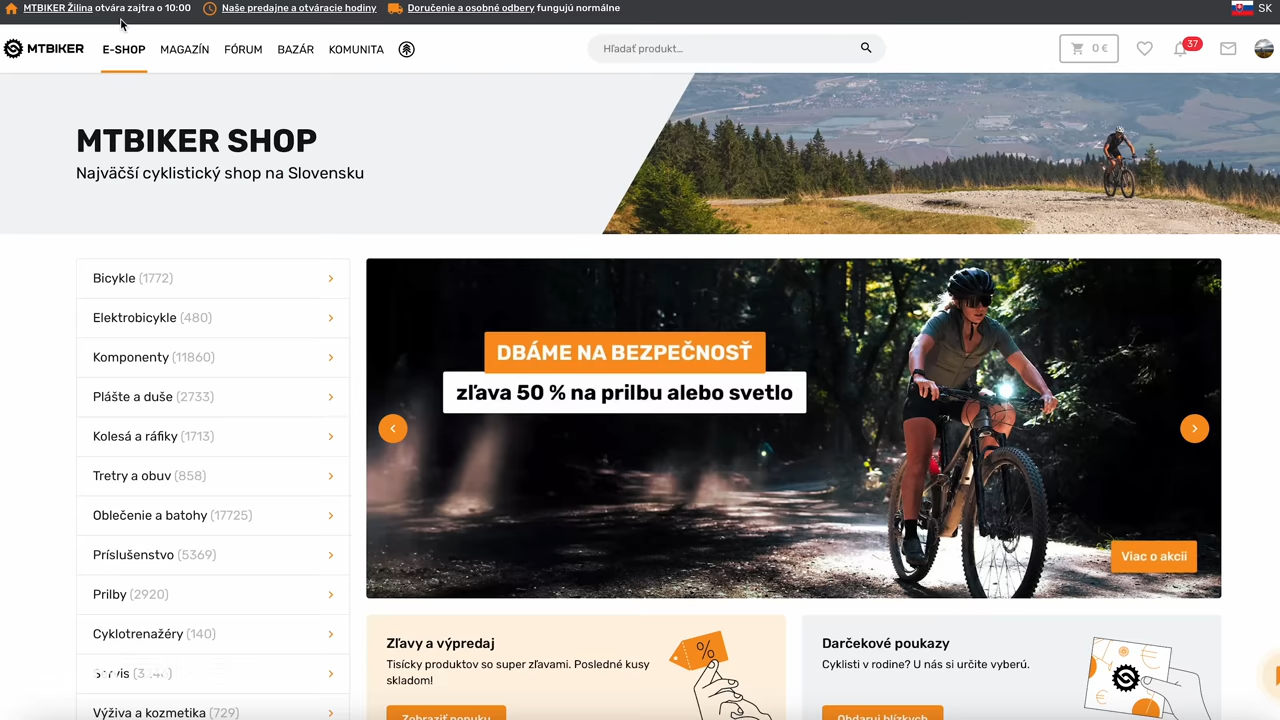 MTBIKER Žilina otvára zajtra o 10:00 Naše predajne a otváracie hodiny Doručenie a osobné odbery fungujú normálne SK
MTBIKER E-SHOP MAGAZÍN FÓRUM BAZÁR KOMUNITA Hľadať produkt... 0 € 37
MTBIKER SHOP
Najväčší cyklistický shop na Slovensku
Bicykle (1772)
Elektrobicykle (480)
Komponenty (11860)
Plášte a duše (2733)
Kolesá a ráfiky (1713)
Tretry a obuv (858)
Oblečenie a batohy (17725)
Príslušenstvo (5369)
Prilby (2920)
Cyklotrenažéry (140)
Servis
Výživa a kozmetika (729)
DBÁME NA BEZPEČNOSŤ
zľava 50 % na prilbu alebo svetlo
Viac o akcii
Zľavy a výpredaj
Tisícky produktov so super zľavami. Posledné kusy
skladom!
Zobraziť ponuku
%
Darčekové poukazy
Cyklisti v rodine? U nás si určite vyberú.
Obdaruj blízkych